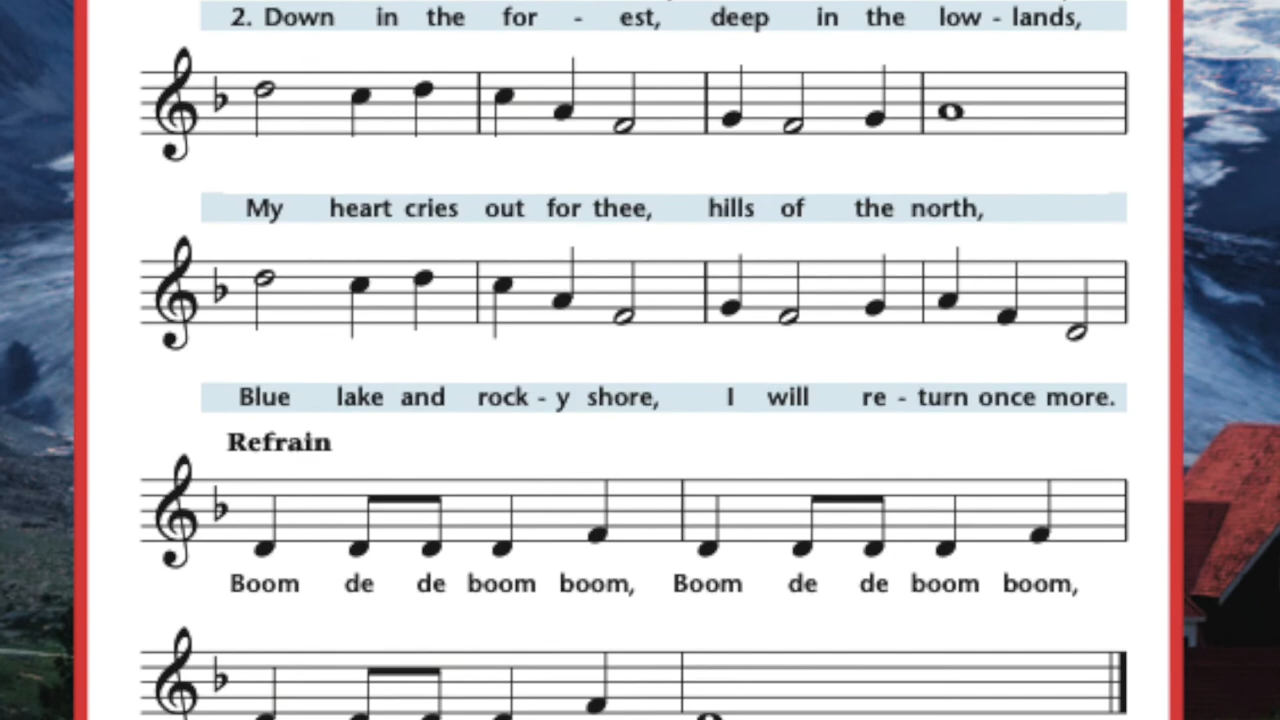 2. Down in the for - est, deep in the low - lands,
My heart cries out for thee, hills of the north,
Blue lake and rock - y shore, I will re - turn once more.
Refrain
Boom de de boom boom, Boom de de boom boom,